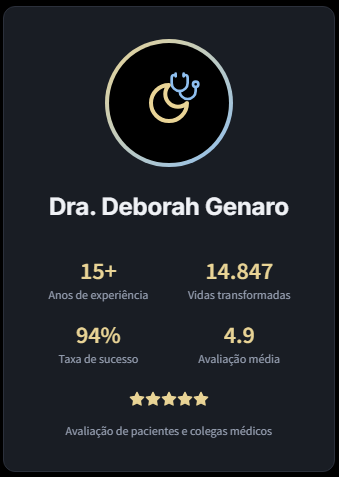 Dra. Deborah Genaro
15+
Anos de experiência
14.847
Vidas transformadas
94%
Taxa de sucesso
4.9
Avaliação média
Avaliação de pacientes e colegas médicos